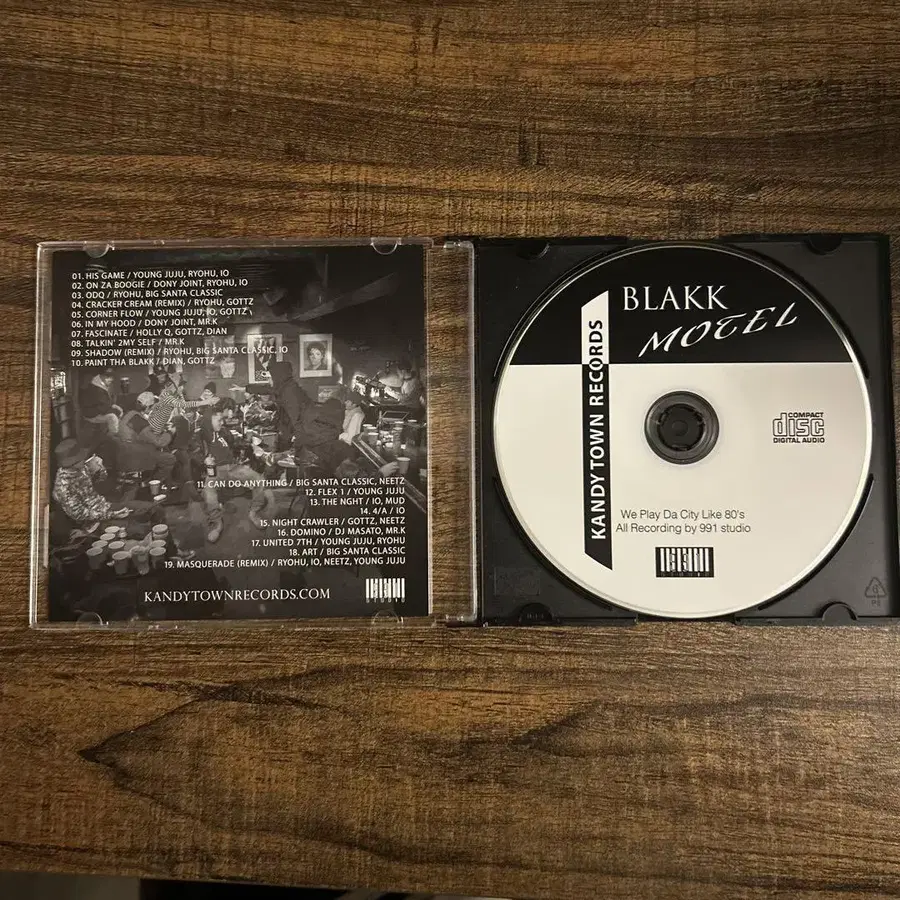 01. HIS GAME / YOUNG JUJU, RYOHU, IO
02. ON ZA BOOGIE / DONY JOINT, RYOHU, IO
03. ODQ / RYOHU, BIG SANTA CLASSIC
04. CRACKER CREAM (REMIX) / RYOHU, GOTTZ
05. CORNER FLOW / YOUNG JUJU, IO, GOTTZ
06. IN MY HOOD / DONY JOINT, MR.K
07. FASCINATE / HOLLY Q, GOTTZ, DIAN
08. TALKIN' 2MY SELF / MR.K
09. SHADOW (REMIX) / RYOHU, BIG SANTA CLASSIC, IO
10. PAINT THA BLAKK / DIAN, GOTTZ
11. CAN DO ANYTHING / BIG SANTA CLASSIC, NEETZ
12. FLEX 1 / YOUNG JUJU
13. THE NGHT / IO, MUD
14. 4/A / IO
15. NIGHT CRAWLER / GOTTZ, NEETZ
16. DOMINO / DJ MASATO, MR.K
17. UNITED 7TH / YOUNG JUJU, RYOHU
18. ART / BIG SANTA CLASSIC
19. MASQUERADE (REMIX) / RYOHU, IO, NEETZ, YOUNG JUJU
KANDYTOWNRECORDS.COM
BLAKK
MOTEL
KANDY TOWN RECORDS
COMPACT
disc
DIGITAL AUDIO
We Play Da City Like 80's
All Recording by 991 studio